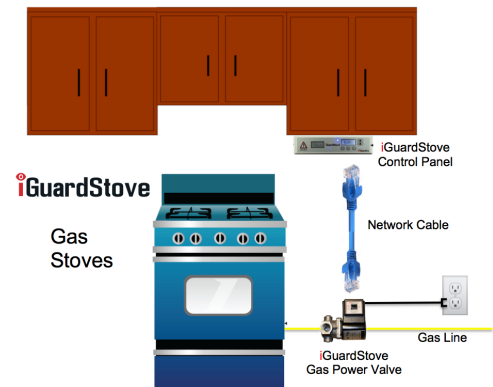 iGuardStove
Control Panel
iGuardStove
Network Cable
Gas
Stoves
Gas Line
iGuardStove
Gas Power Valve